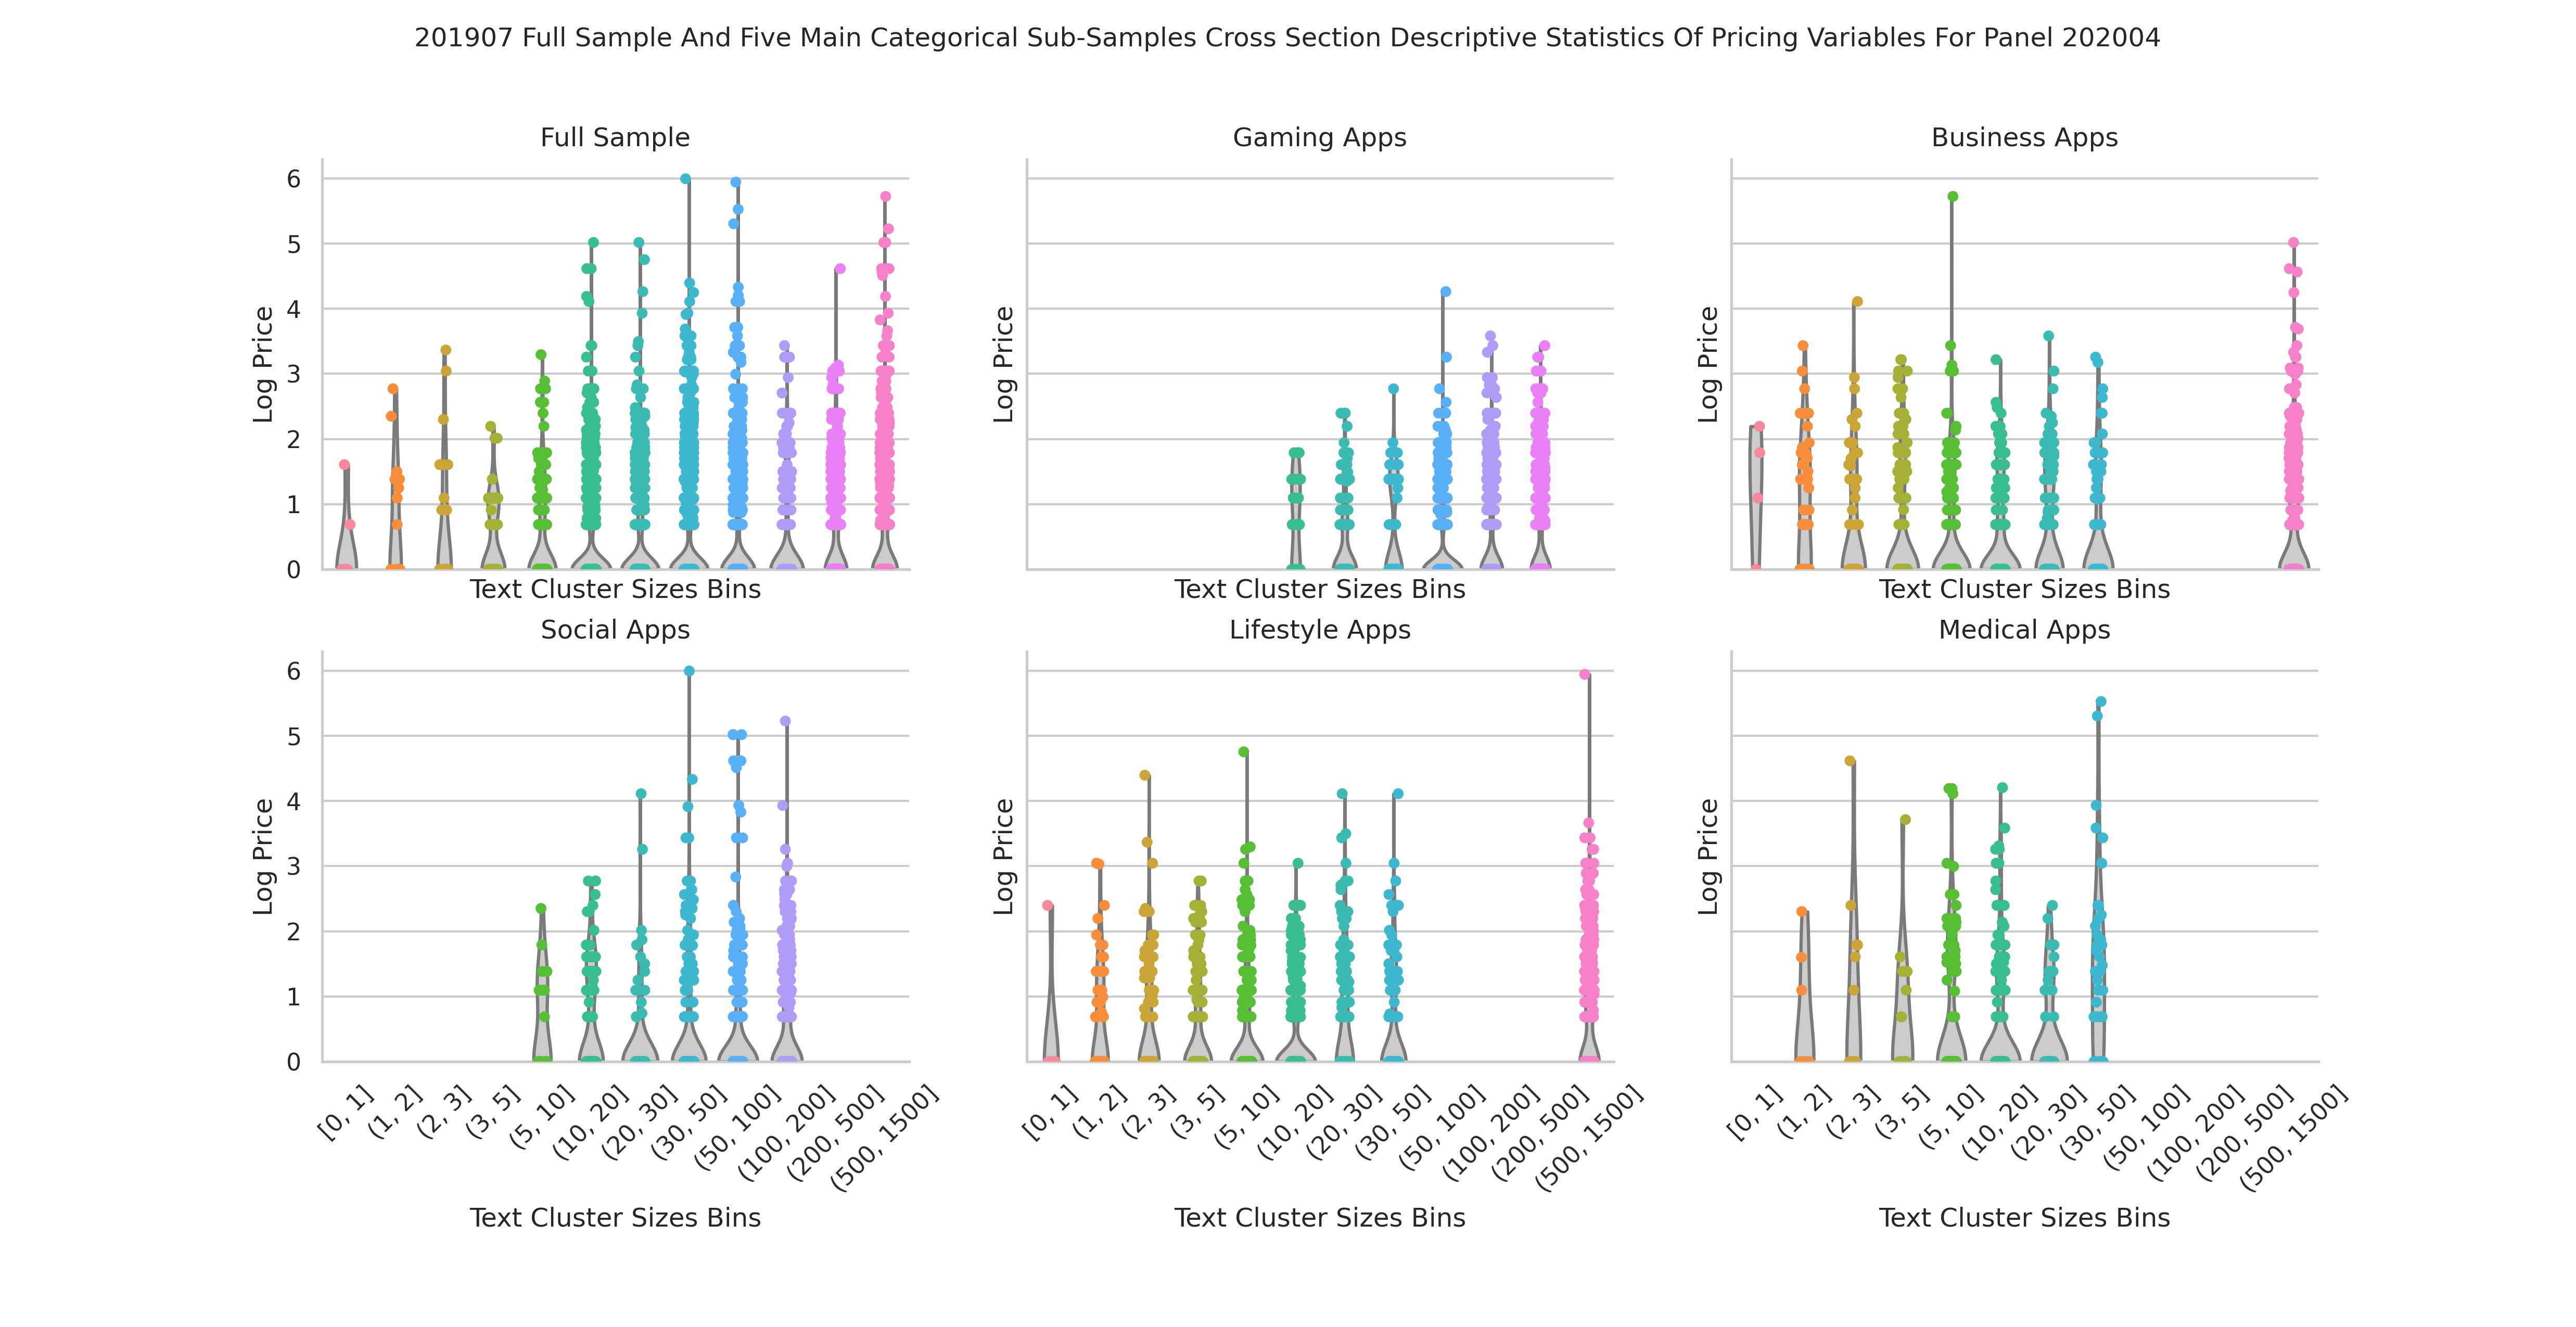 201907 Full Sample And Five Main Categorical Sub-Samples Cross Section Descriptive Statistics Of Pricing Variables For Panel 202004
Full Sample
Log Price
6
5
4
3
2
1
0
Text Cluster Sizes Bins
Gaming Apps
Log Price
Text Cluster Sizes Bins
Business Apps
Log Price
Text Cluster Sizes Bins
Social Apps
Log Price
6
5
4
3
2
1
0
[0, 1]
(1, 2]
(2, 3]
(3, 5]
(5, 10]
(10, 20]
(20, 30]
(30, 50]
(50, 100]
(100, 200]
(200, 500]
(500, 1500]
Text Cluster Sizes Bins
Lifestyle Apps
Log Price
[0, 1]
(1, 2]
(2, 3]
(3, 5]
(5, 10]
(10, 20]
(20, 30]
(30, 50]
(50, 100]
(100, 200]
(200, 500]
(500, 1500]
Text Cluster Sizes Bins
Medical Apps
Log Price
[0, 1]
(1, 2]
(2, 3]
(3, 5]
(5, 10]
(10, 20]
(20, 30]
(30, 50]
(50, 100]
(100, 200]
(200, 500]
(500, 1500]
Text Cluster Sizes Bins